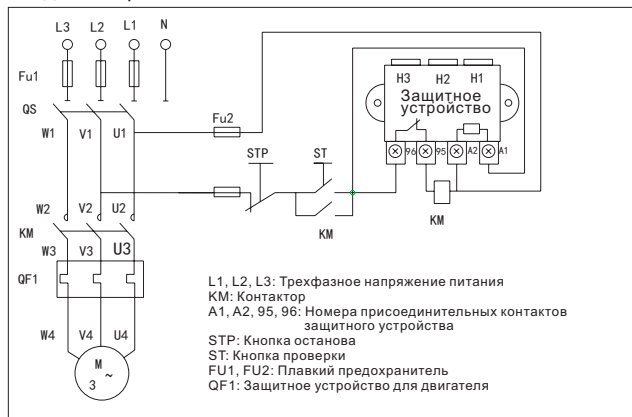 L3 L2 L1 N
Fu1
H3 H2 H1
Защитное
устройство
QS
W1 V1 U1
Fu2
STP ST
96 95 A2 A1
KM
W2 V2 U2
KM
KM
W3 V3 U3
QF1
W4 V4 U4
M
3 ~
L1, L2, L3: Трехфазное напряжение питания
KM: Контактор
A1, A2, 95, 96: Номера присоединительных контактов
защитного устройства
STP: Кнопка останова
ST: Кнопка проверки
FU1, FU2: Плавкий предохранитель
QF1: Защитное устройство для двигателя